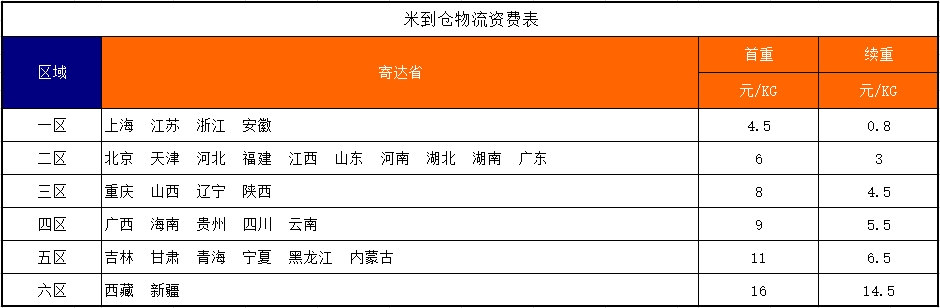 米到仓物流资费表
区域 寄达省 首重 续重
元/KG 元/KG
一区 上海 江苏 浙江 安徽 4.5 0.8
二区 北京 天津 河北 福建 江西 山东 河南 湖北 湖南 广东 6 3
三区 重庆 山西 辽宁 陕西 8 4.5
四区 广西 海南 贵州 四川 云南 9 5.5
五区 吉林 甘肃 青海 宁夏 黑龙江 内蒙古 11 6.5
六区 西藏 新疆 16 14.5